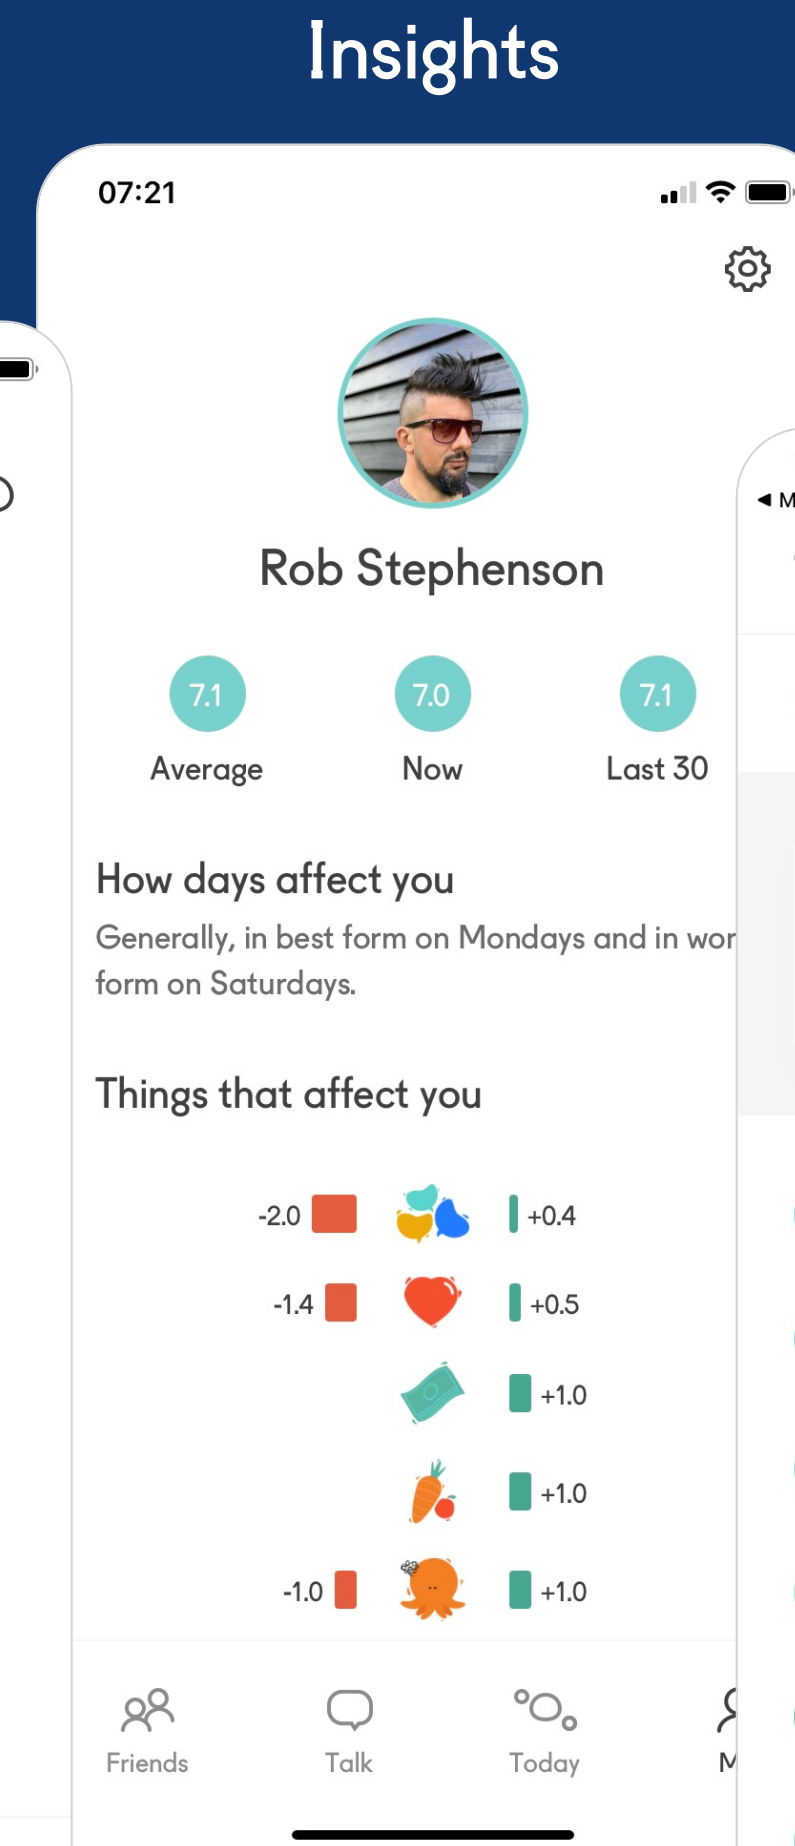 Insights
07:21
M
Rob Stephenson
7.1 7.0 7.1
Average Now Last 30
How days affect you
Generally, in best form on Mondays and in wor
form on Saturdays.
Things that affect you
-2.0 +0.4
-1.4 +0.5
+1.0
+1.0
-1.0 +1.0
Friends Talk Today M